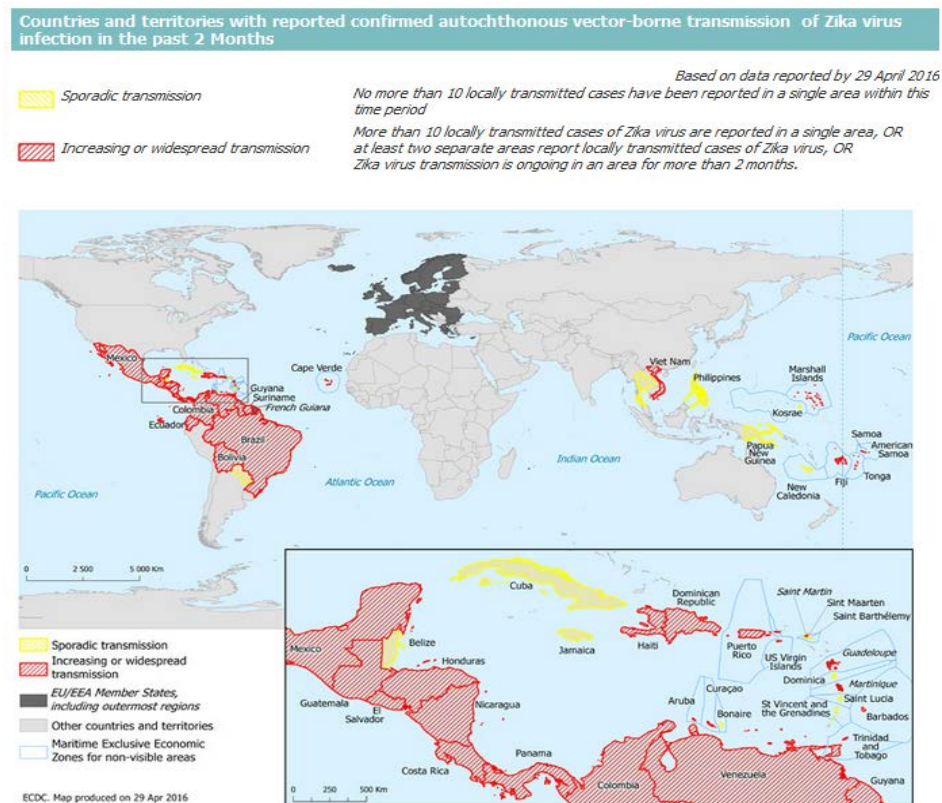 Countries and territories with reported confirmed autochthonous vector-borne transmission of Zika virus
infection in the past 2 Months
Based on data reported by 29 April 2016
Sporadic transmission
No more than 10 locally transmitted cases have been reported in a single area within this
time period
Increasing or widespread transmission
More than 10 locally transmitted cases of Zika virus are reported in a single area, OR
at least two separate areas report locally transmitted cases of Zika virus, OR
Zika virus transmission is ongoing in an area for more than 2 months.
Pacific Ocean
Mexico
Cape Verde
Viet Nam
Philippines
Marshall
Islands
Guyana
Suriname
French Guiana
Colombia
Ecuador
Kosrae
Brazil
Bolivia
Papua
New
Guinea
Samoa
American
Samoa
Indian Ocean
Atlantic Ocean
Pacific Ocean
New
Caledonia
Fiji
Tonga
0 2 500 5 000 Km
Cuba
Dominican
Republic
Saint Martin
Sint Maarten
Saint Barthélemy
Sporadic transmission
Increasing or widespread
transmission
EU/EEA Member States,
including outermost regions
Other countries and territories
Maritime Exclusive Economic
Zones for non-visible areas
Mexico
Belize
Jamaica
Haiti
Puerto
Rico
US Virgin
Islands
Guadeloupe
Honduras
Dominica
Martinique
Guatemala
El
Salvador
Nicaragua
Aruba
Curaçao
Bonaire
St Vincent and
the Grenadines
Saint Lucia
Barbados
Costa Rica
Panama
Trinidad
and
Tobago
Colombia
Venezuela
Guyana
0 250 500 Km
ECDC. Map produced on 29 Apr 2016